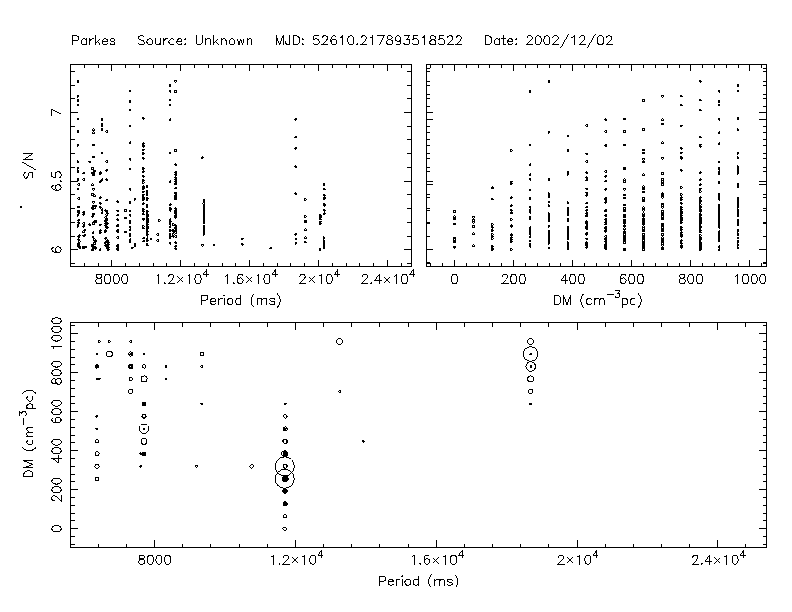 Parkes Source: Unknown MJD: 52610.217893518522 Date: 2002/12/02
S/N
7
6.5
6
8000 1.2×10⁴ 1.6×10⁴ 2×10⁴ 2.4×10⁴
Period (ms)
0 200 400 600 800 1000
DM (cm⁻³pc)
DM (cm⁻³pc)
1000
800
600
400
200
0
8000 1.2×10⁴ 1.6×10⁴ 2×10⁴ 2.4×10⁴
Period (ms)